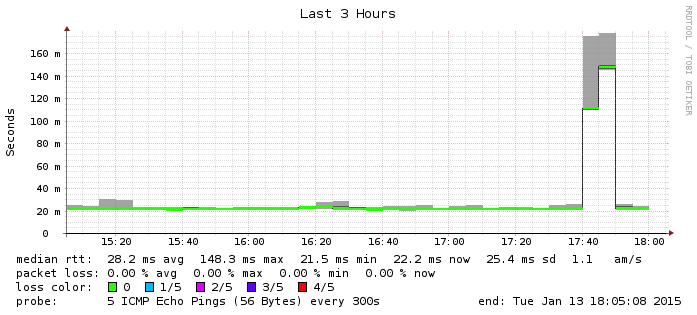 Last 3 Hours
RRDTOOL / TOBI OETIKER
Seconds
160 m
140 m
120 m
100 m
80 m
60 m
40 m
20 m
0
15:20 15:40 16:00 16:20 16:40 17:00 17:20 17:40 18:00
median rtt: 28.2 ms avg 148.3 ms max 21.5 ms min 22.2 ms now 25.4 ms sd 1.1 am/s
packet loss: 0.00 % avg 0.00 % max 0.00 % min 0.00 % now
loss color: 0 1/5 2/5 3/5 4/5
probe: 5 ICMP Echo Pings (56 Bytes) every 300s end: Tue Jan 13 18:05:08 2015